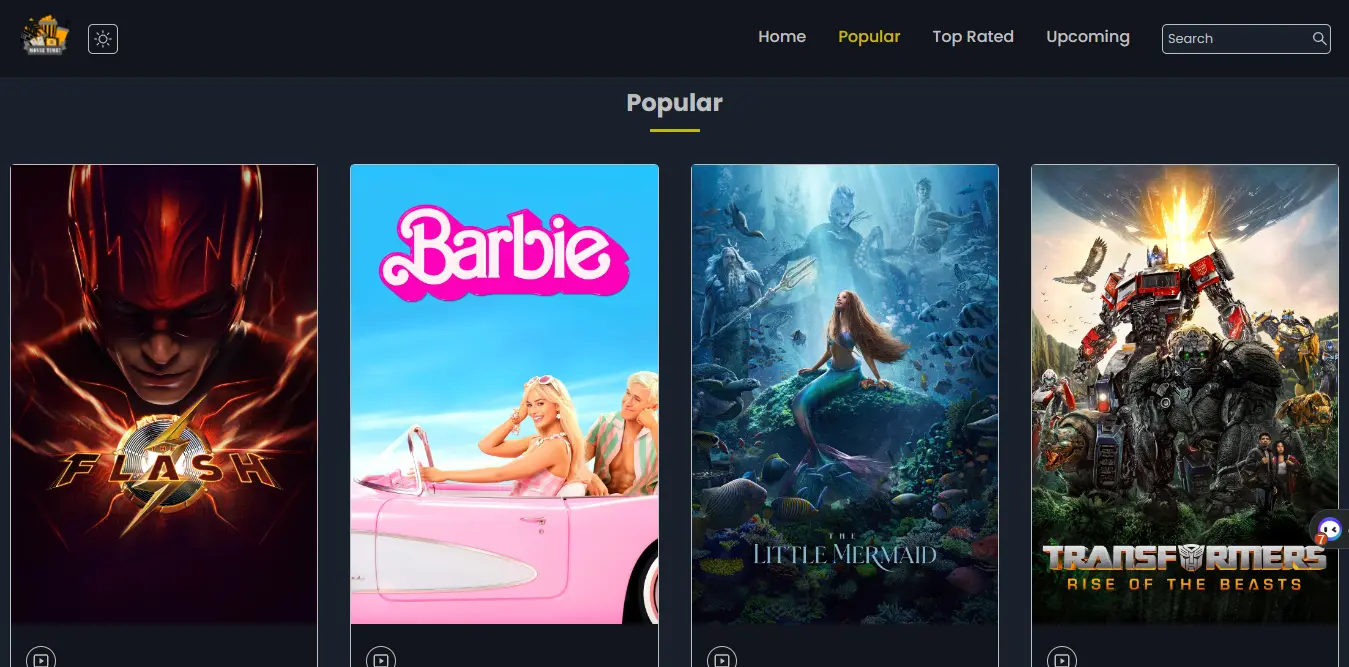 MOVIE TIME!
Home
Popular
Top Rated
Upcoming
Search
Popular
THE
FLASH
Barbie
THE
LITTLE MERMAID
TRANSFORMERS
RISE OF THE BEASTS
7